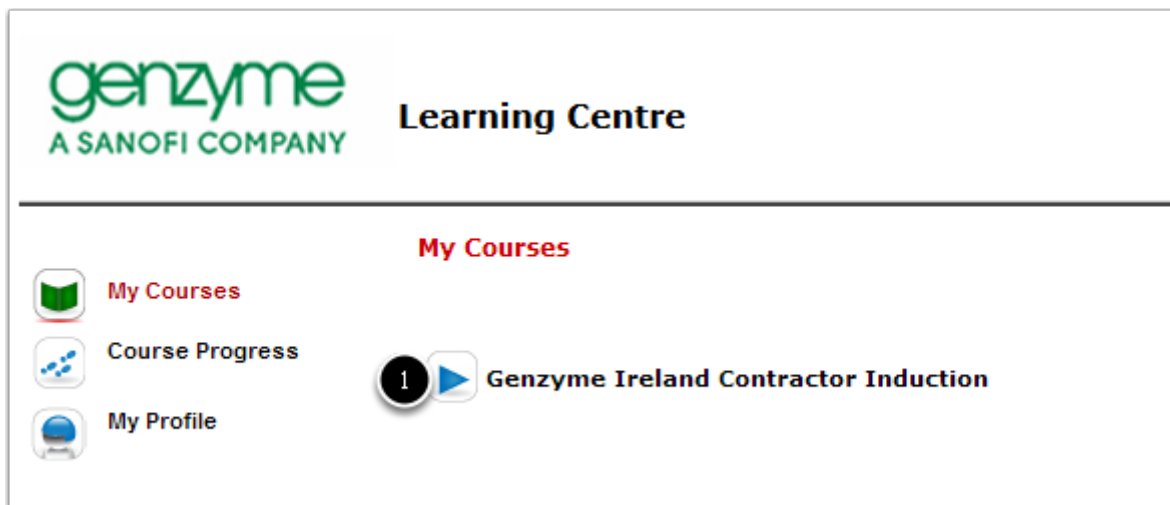 genzyme
A SANOFI COMPANY
Learning Centre
My Courses
My Courses
Course Progress
My Profile
1
Genzyme Ireland Contractor Induction